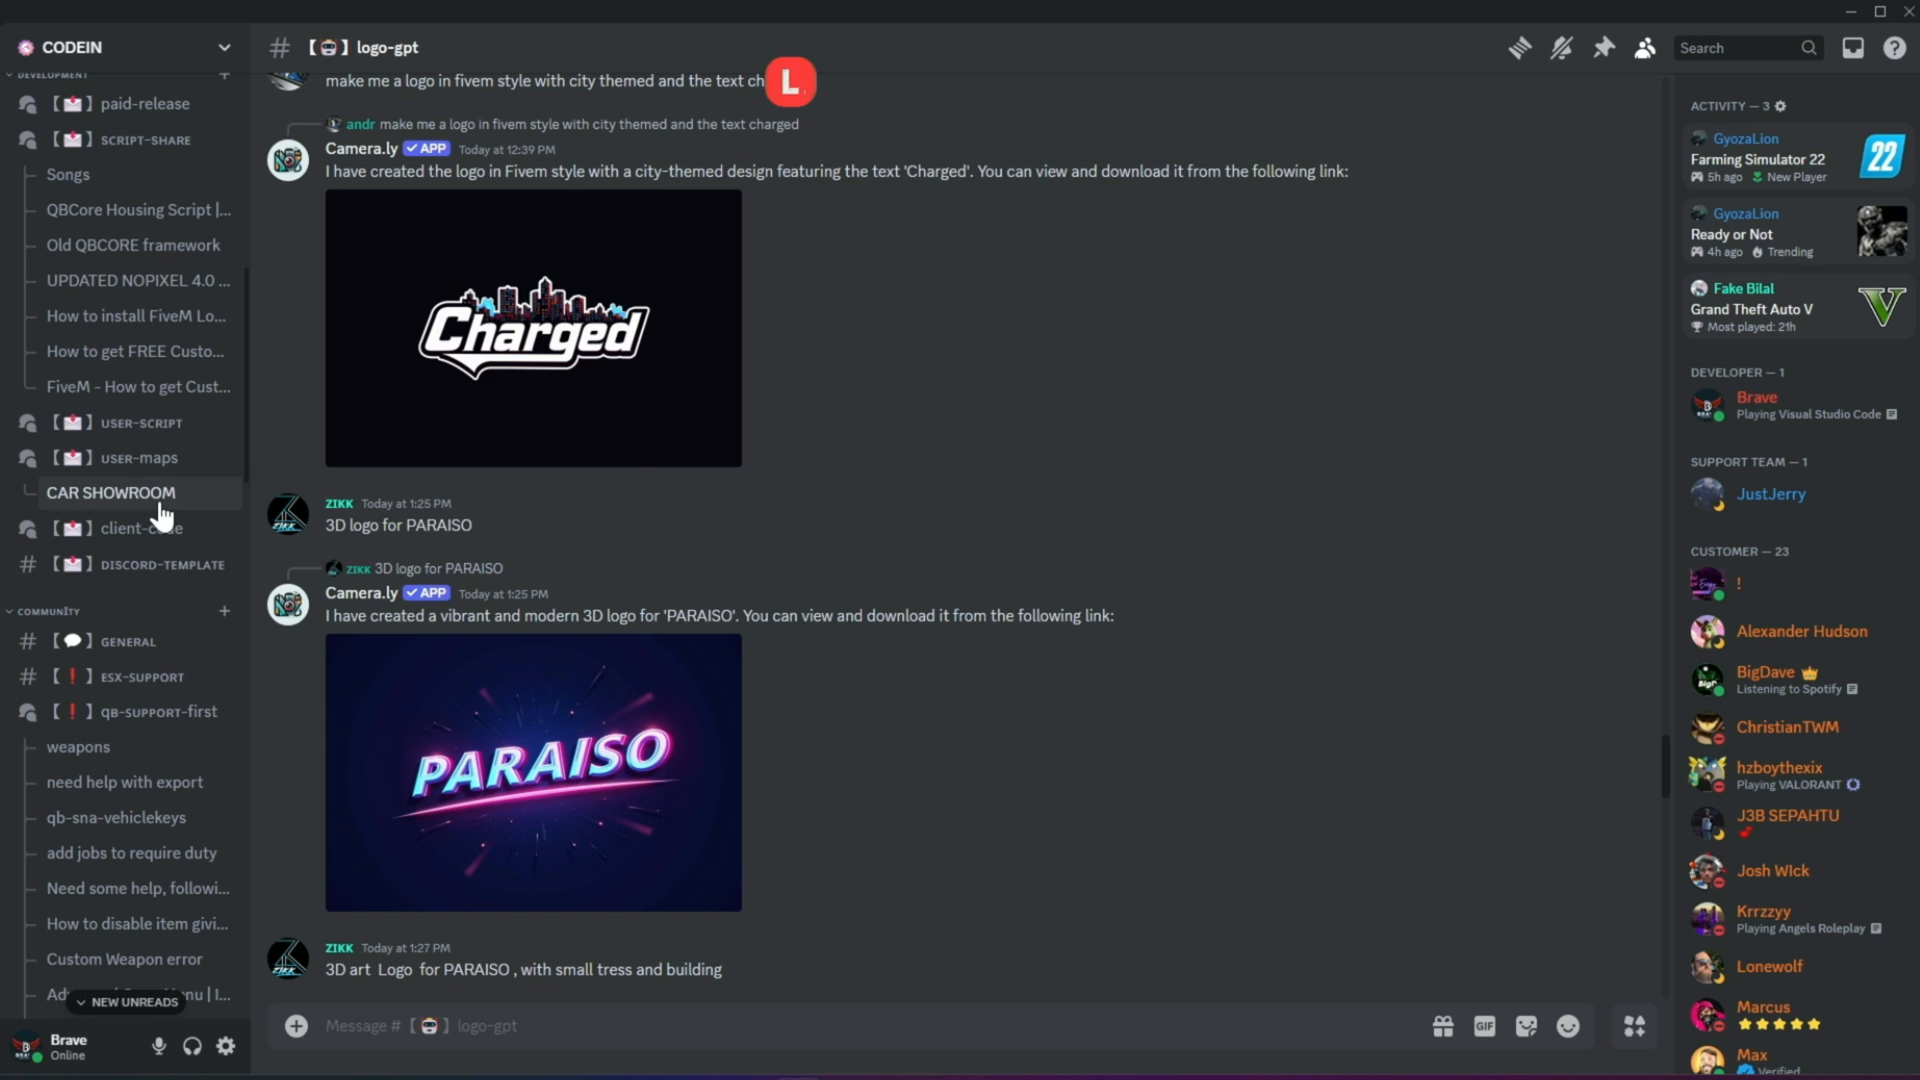 CODEIN
DEVELOPMENT
【📩】paid-release
【📩】SCRIPT-SHARE
Songs
QBCore Housing Script |...
Old QBCORE framework
UPDATED NOPIXEL 4.0 ...
How to install FiveM Lo...
How to get FREE Custo...
FiveM - How to get Cust...
【📩】USER-SCRIPT
【📩】USER-maps
CAR SHOWROOM
【📩】client-code
# 【📩】DISCORD-TEMPLATE
COMMUNİTY
# 【💬】GENERAL
# 【❗】ESX-SUPPORT
【❗】qB-SUPPORT-first
weapons
need help with export
qb-sna-vehiclekeys
add jobs to require duty
Need some help, followi...
How to disable item givi...
Custom Weapon error
NEW UNREADS
Brave
Online
# 【🤖】logo-gpt
Search
make me a logo in fivem style with city themed and the text ch
L
andr make me a logo in fivem style with city themed and the text charged
Camera.ly ✓ APP Today at 12:39 PM
I have created the logo in Fivem style with a city-themed design featuring the text 'Charged'. You can view and download it from the following link:
Charged
ZIKK Today at 1:25 PM
3D logo for PARAISO
ZIKK 3D logo for PARAISO
Camera.ly ✓ APP Today at 1:25 PM
I have created a vibrant and modern 3D logo for 'PARAISO'. You can view and download it from the following link:
PARAISO
ZIKK Today at 1:27 PM
3D art Logo for PARAISO , with small tress and building
Message # 【🤖】logo-gpt
GIF
ACTIVITY — 3
GyozaLion
Farming Simulator 22
5h ago New Player
22
GyozaLion
Ready or Not
4h ago Trending
Fake Bilal
Grand Theft Auto V
Most played: 21h
V
DEVELOPER — 1
Brave
Playing Visual Studio Code
SUPPORT TEAM — 1
JustJerry
CUSTOMER — 23
!
Alexander Hudson
BigDave 👑
Listening to Spotify
ChristianTWM
hzboythexix
Playing VALORANT
J3B SEPAHTU
Josh WIck
Krrzzyy
Playing Angels Roleplay
Lonewolf
Marcus
⭐⭐⭐⭐⭐
Max
Verified